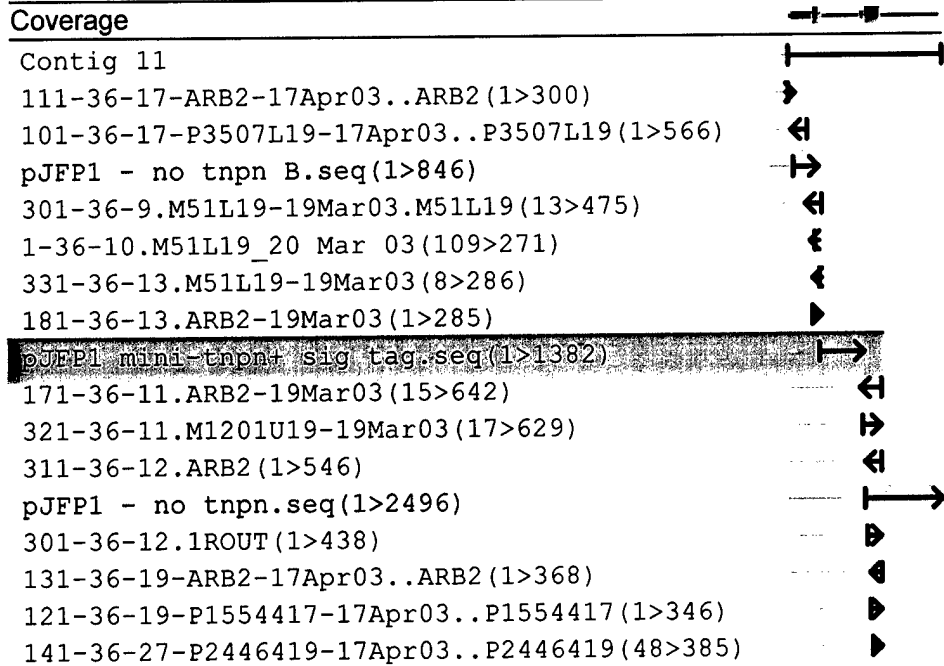 Coverage
Contig 11
111-36-17-ARB2-17Apr03..ARB2(1>300)
101-36-17-P3507L19-17Apr03..P3507L19(1>566)
pJFP1 - no tnpn B.seq(1>846)
301-36-9.M51L19-19Mar03.M51L19(13>475)
1-36-10.M51L19_20 Mar 03(109>271)
331-36-13.M51L19-19Mar03(8>286)
181-36-13.ARB2-19Mar03(1>285)
pJFP1 mini-tnpn+ sig tag.seq(1>1382)
171-36-11.ARB2-19Mar03(15>642)
321-36-11.M1201U19-19Mar03(17>629)
311-36-12.ARB2(1>546)
pJFP1 - no tnpn.seq(1>2496)
301-36-12.1ROUT(1>438)
131-36-19-ARB2-17Apr03..ARB2(1>368)
121-36-19-P1554417-17Apr03..P1554417(1>346)
141-36-27-P2446419-17Apr03..P2446419(48>385)